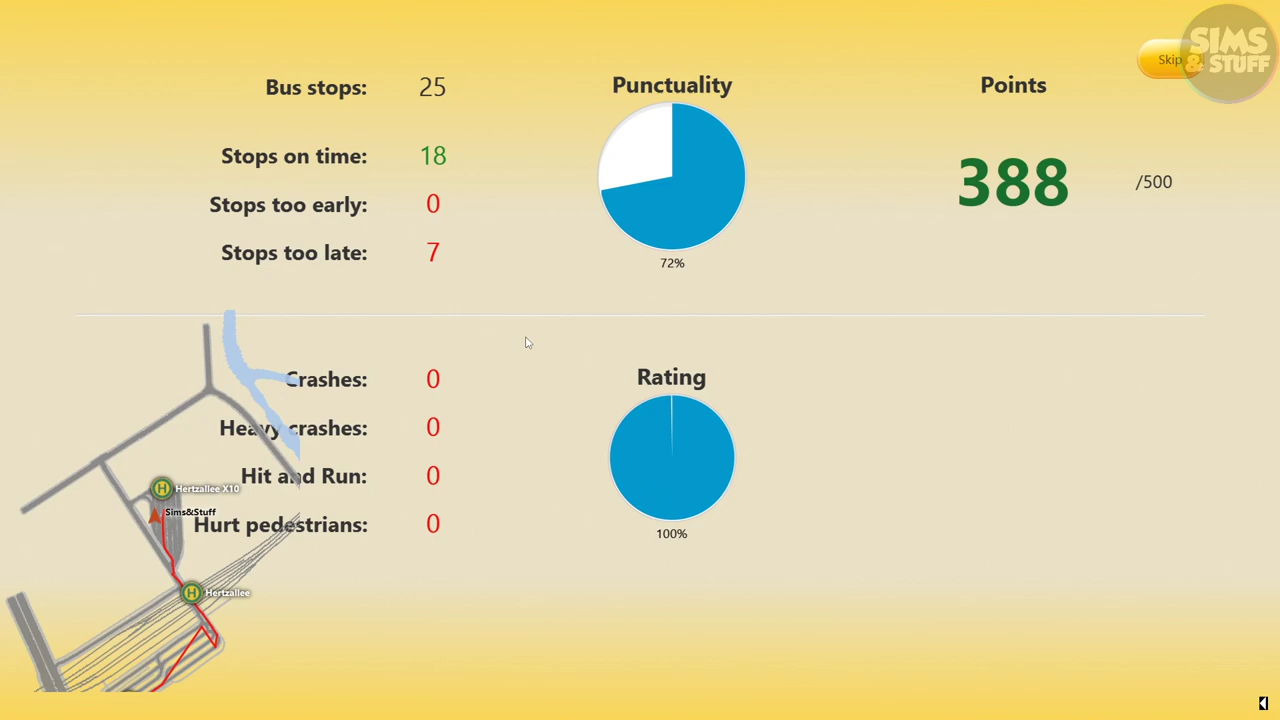 SIMS
& STUFF
Skip
Bus stops: 25
Stops on time: 18
Stops too early: 0
Stops too late: 7
Punctuality
72%
Points
388 /500
Crashes: 0
Heavy crashes: 0
Hit and Run: 0
Hurt pedestrians: 0
Rating
100%
H Hertzallee X10
Sims&Stuff
H Hertzallee